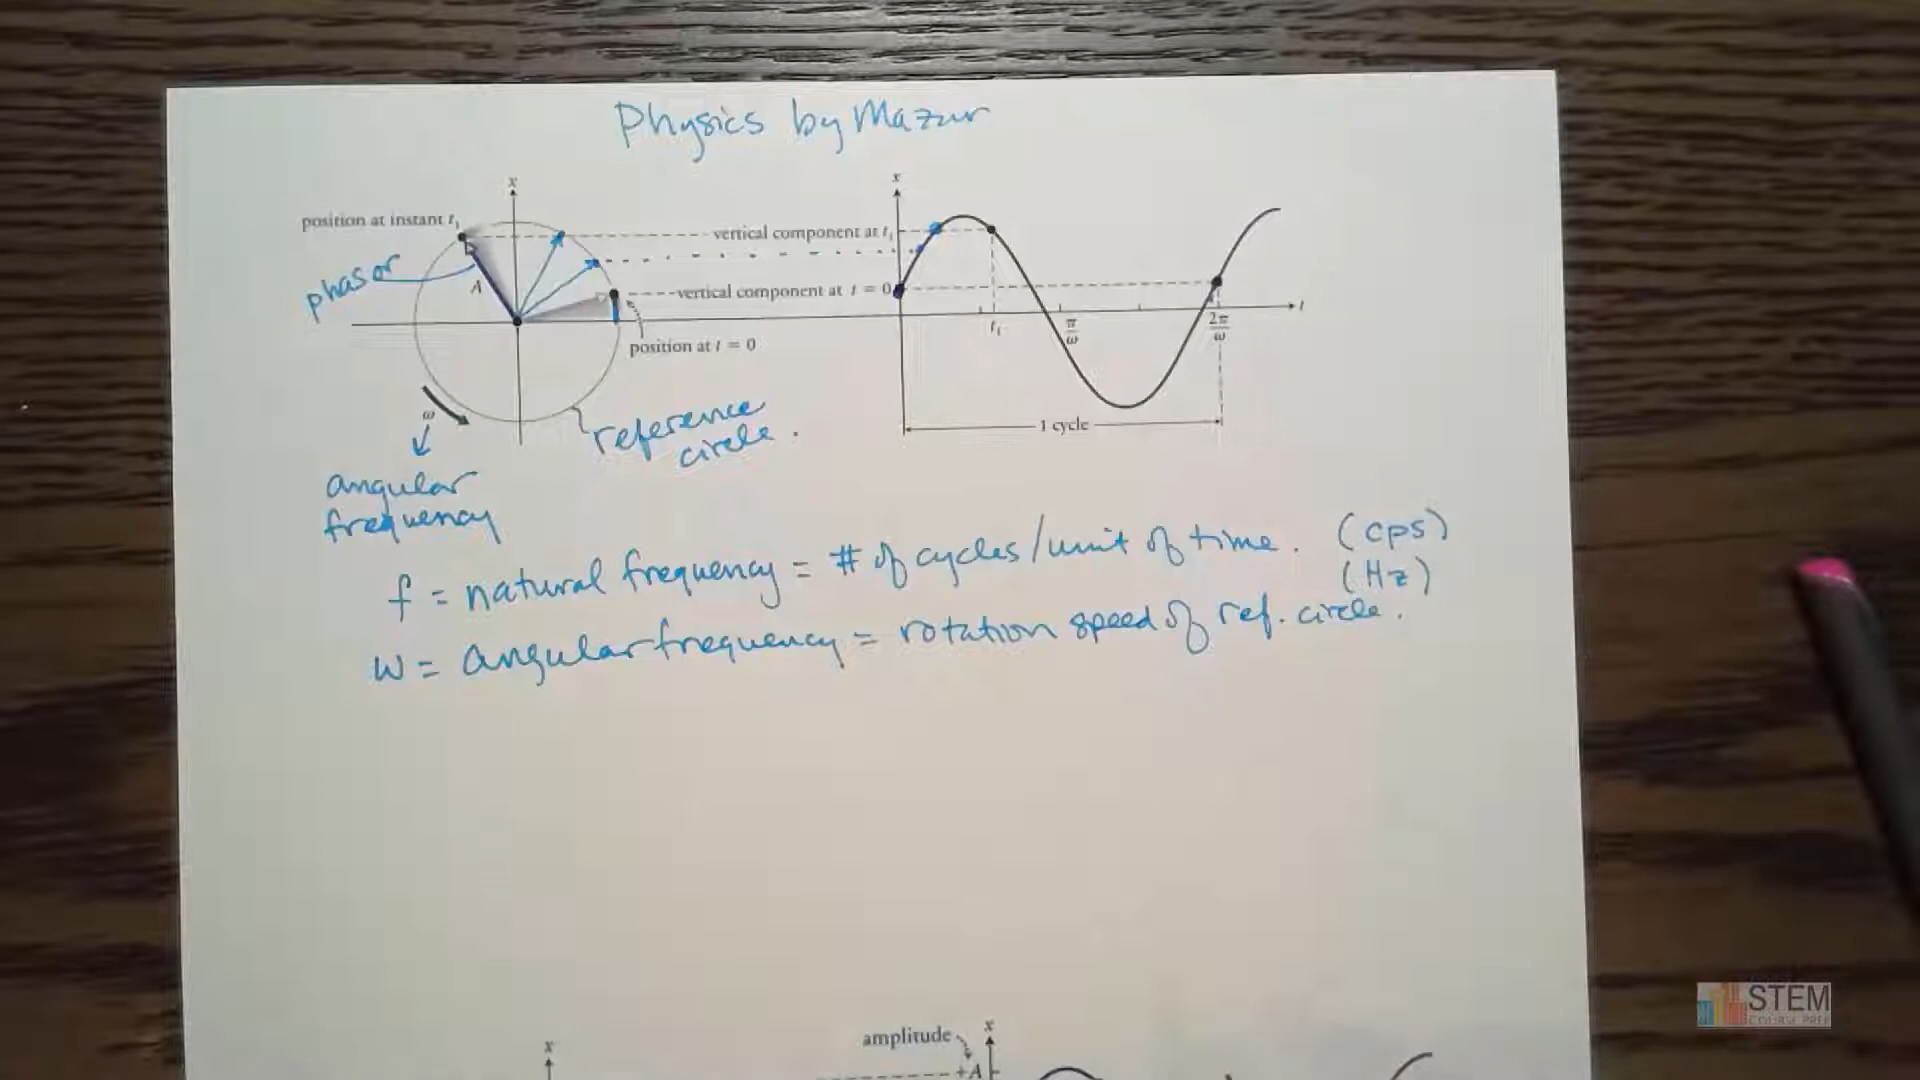 Physics by Mazur
x
x
position at instant t₁
vertical component at t₁
phasor
A
vertical component at t = 0
t
t₁
π/ω
2π/ω
position at t = 0
ω
reference
circle.
1 cycle
angular
frequency
f = natural frequency = # of cycles/unit of time. (cps)
(Hz)
w = angular frequency = rotation speed of ref. circle.
STEM
COURSE PREP
amplitude
x
x
+A